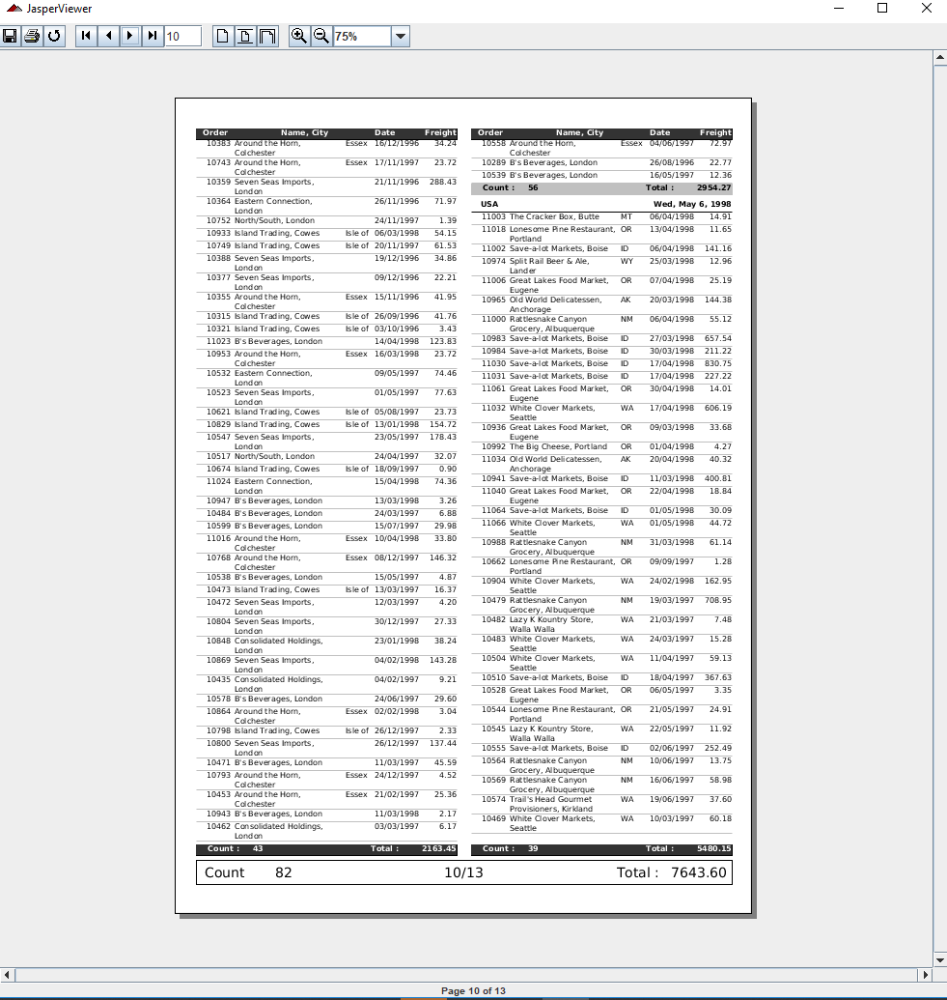 JasperViewer
10
75%
Order Name, City Date Freight
10383 Around the Horn, Essex 16/12/1996 34.24
Colchester
10743 Around the Horn, Essex 17/11/1997 23.72
Colchester
10359 Seven Seas Imports, 21/11/1996 288.43
London
10364 Eastern Connection, 26/11/1996 71.97
London
10752 North/South, London 24/11/1997 1.39
10933 Island Trading, Cowes Isle of 06/03/1998 54.15
10749 Island Trading, Cowes Isle of 20/11/1997 61.53
10388 Seven Seas Imports, 19/12/1996 34.86
London
10377 Seven Seas Imports, 09/12/1996 22.21
London
10355 Around the Horn, Essex 15/11/1996 41.95
Colchester
10315 Island Trading, Cowes Isle of 26/09/1996 41.76
10321 Island Trading, Cowes Isle of 03/10/1996 3.43
11023 B's Beverages, London 14/04/1998 123.83
10953 Around the Horn, Essex 16/03/1998 23.72
Colchester
10532 Eastern Connection, 09/05/1997 74.46
London
10523 Seven Seas Imports, 01/05/1997 77.63
London
10621 Island Trading, Cowes Isle of 05/08/1997 23.73
10829 Island Trading, Cowes Isle of 13/01/1998 154.72
10547 Seven Seas Imports, 23/05/1997 178.43
London
10517 North/South, London 24/04/1997 32.07
10674 Island Trading, Cowes Isle of 18/09/1997 0.90
11024 Eastern Connection, 15/04/1998 74.36
London
10947 B's Beverages, London 13/03/1998 3.26
10484 B's Beverages, London 24/03/1997 6.88
10599 B's Beverages, London 15/07/1997 29.98
11016 Around the Horn, Essex 10/04/1998 33.80
Colchester
10768 Around the Horn, Essex 08/12/1997 146.32
Colchester
10538 B's Beverages, London 15/05/1997 4.87
10473 Island Trading, Cowes Isle of 13/03/1997 16.37
10472 Seven Seas Imports, 12/03/1997 4.20
London
10804 Seven Seas Imports, 30/12/1997 27.33
London
10848 Consolidated Holdings, 23/01/1998 38.24
London
10869 Seven Seas Imports, 04/02/1998 143.28
London
10435 Consolidated Holdings, 04/02/1997 9.21
London
10578 B's Beverages, London 24/06/1997 29.60
10864 Around the Horn, Essex 02/02/1998 3.04
Colchester
10798 Island Trading, Cowes Isle of 26/12/1997 2.33
10800 Seven Seas Imports, 26/12/1997 137.44
London
10471 B's Beverages, London 11/03/1997 45.59
10793 Around the Horn, Essex 24/12/1997 4.52
Colchester
10453 Around the Horn, Essex 21/02/1997 25.36
Colchester
10943 B's Beverages, London 11/03/1998 2.17
10462 Consolidated Holdings, 03/03/1997 6.17
London
Count : 43 Total : 2163.45
Order Name, City Date Freight
10558 Around the Horn, Essex 04/06/1997 72.97
Colchester
10289 B's Beverages, London 26/08/1996 22.77
10539 B's Beverages, London 16/05/1997 12.36
Count : 56 Total : 2954.27
USA Wed, May 6, 1998
11003 The Cracker Box, Butte MT 06/04/1998 14.91
11018 Lonesome Pine Restaurant, OR 13/04/1998 11.65
Portland
11002 Save-a-lot Markets, Boise ID 06/04/1998 141.16
10974 Split Rail Beer & Ale, WY 25/03/1998 12.96
Lander
11006 Great Lakes Food Market, OR 07/04/1998 25.19
Eugene
10965 Old World Delicatessen, AK 20/03/1998 144.38
Anchorage
11000 Rattlesnake Canyon NM 06/04/1998 55.12
Grocery, Albuquerque
10983 Save-a-lot Markets, Boise ID 27/03/1998 657.54
10984 Save-a-lot Markets, Boise ID 30/03/1998 211.22
11030 Save-a-lot Markets, Boise ID 17/04/1998 830.75
11031 Save-a-lot Markets, Boise ID 17/04/1998 227.22
11061 Great Lakes Food Market, OR 30/04/1998 14.01
Eugene
11032 White Clover Markets, WA 17/04/1998 606.19
Seattle
10936 Great Lakes Food Market, OR 09/03/1998 33.68
Eugene
10992 The Big Cheese, Portland OR 01/04/1998 4.27
11034 Old World Delicatessen, AK 20/04/1998 40.32
Anchorage
10941 Save-a-lot Markets, Boise ID 11/03/1998 400.81
11040 Great Lakes Food Market, OR 22/04/1998 18.84
Eugene
11064 Save-a-lot Markets, Boise ID 01/05/1998 30.09
11066 White Clover Markets, WA 01/05/1998 44.72
Seattle
10988 Rattlesnake Canyon NM 31/03/1998 61.14
Grocery, Albuquerque
10662 Lonesome Pine Restaurant, OR 09/09/1997 1.28
Portland
10904 White Clover Markets, WA 24/02/1998 162.95
Seattle
10479 Rattlesnake Canyon NM 19/03/1997 708.95
Grocery, Albuquerque
10482 Lazy K Kountry Store, WA 21/03/1997 7.48
Walla Walla
10483 White Clover Markets, WA 24/03/1997 15.28
Seattle
10504 White Clover Markets, WA 11/04/1997 59.13
Seattle
10510 Save-a-lot Markets, Boise ID 18/04/1997 367.63
10528 Great Lakes Food Market, OR 06/05/1997 3.35
Eugene
10544 Lonesome Pine Restaurant, OR 21/05/1997 24.91
Portland
10545 Lazy K Kountry Store, WA 22/05/1997 11.92
Walla Walla
10555 Save-a-lot Markets, Boise ID 02/06/1997 252.49
10564 Rattlesnake Canyon NM 10/06/1997 13.75
Grocery, Albuquerque
10569 Rattlesnake Canyon NM 16/06/1997 58.98
Grocery, Albuquerque
10574 Trail's Head Gourmet WA 19/06/1997 37.60
Provisioners, Kirkland
10469 White Clover Markets, WA 10/03/1997 60.18
Seattle
Count : 39 Total : 5480.15
Count 82 10/13 Total : 7643.60
Page 10 of 13